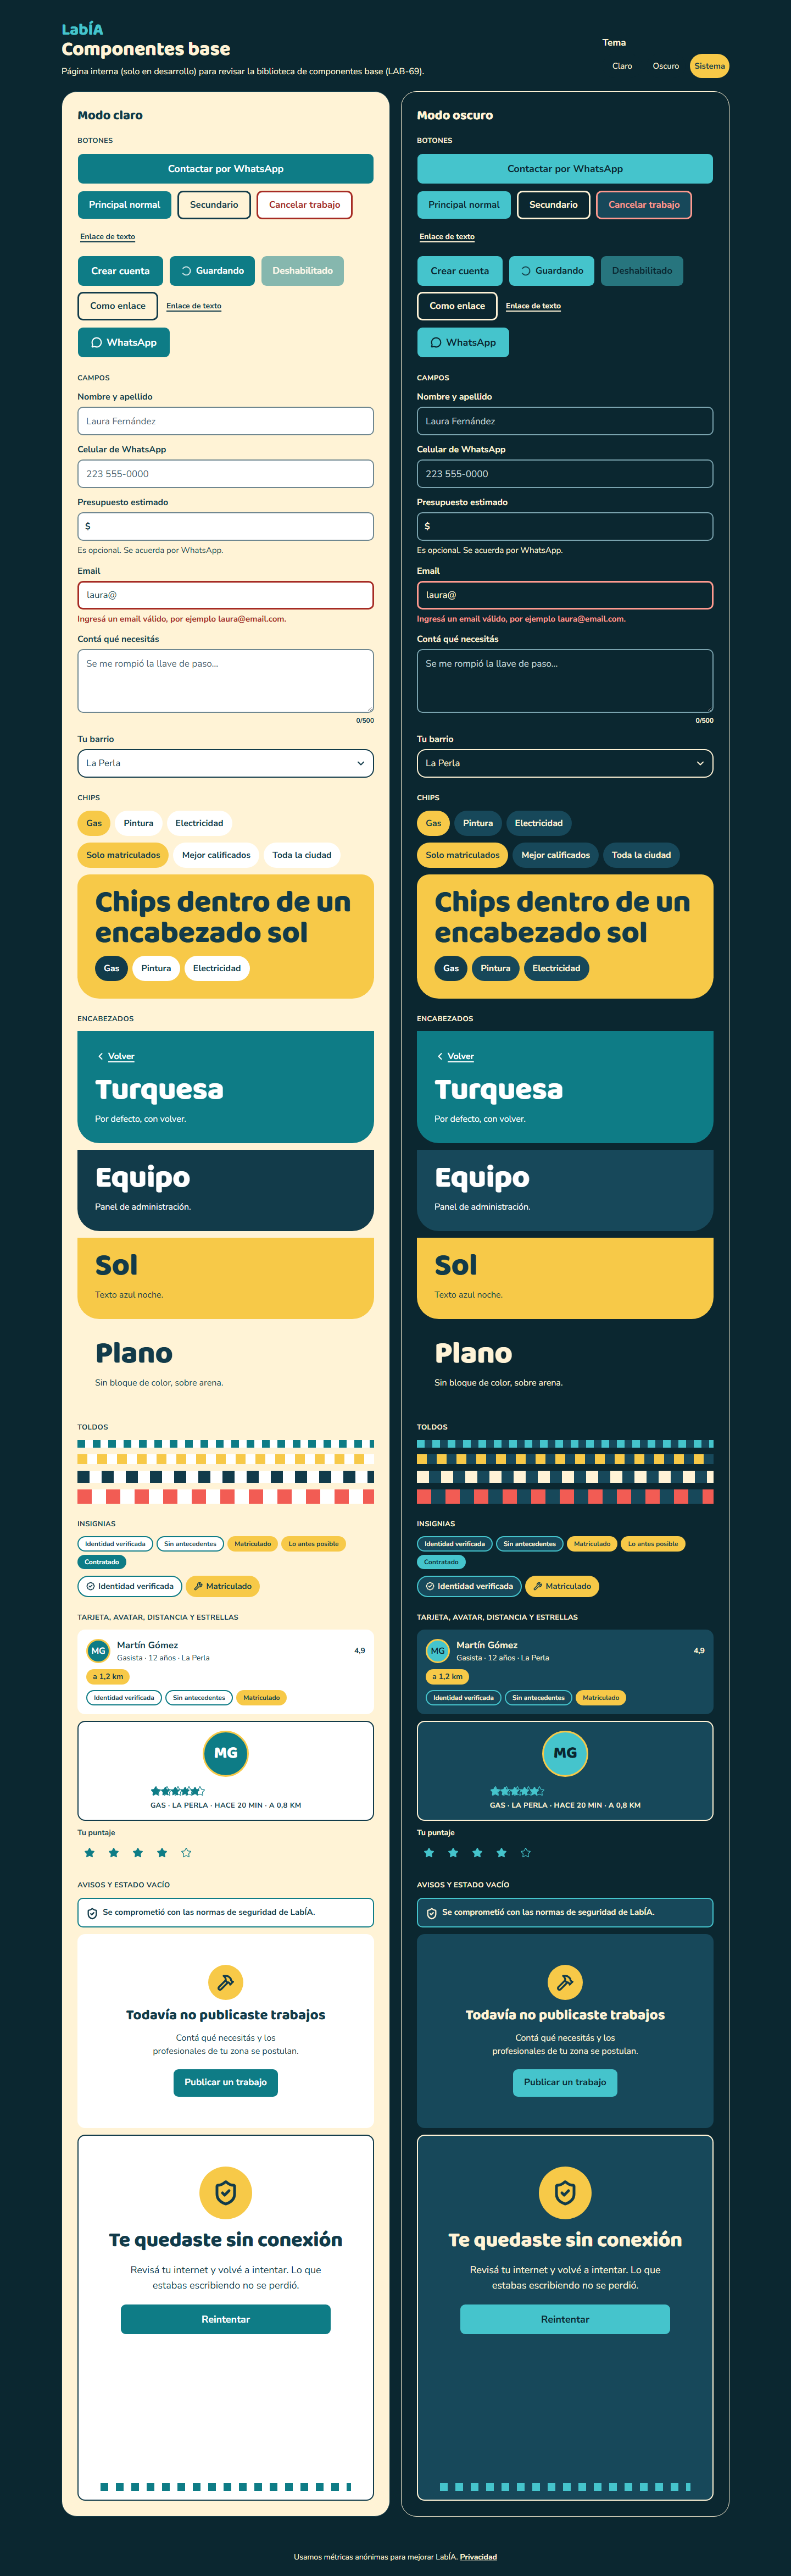 LabÍA
Componentes base
Página interna (solo en desarrollo) para revisar la biblioteca de componentes base (LAB-69).
Tema
Claro Oscuro Sistema
Modo claro
BOTONES
Contactar por WhatsApp
Principal normal Secundario Cancelar trabajo
Enlace de texto
Crear cuenta Guardando Deshabilitado
Como enlace Enlace de texto
WhatsApp
CAMPOS
Nombre y apellido
Laura Fernández
Celular de WhatsApp
223 555-0000
Presupuesto estimado
$
Es opcional. Se acuerda por WhatsApp.
Email
laura@
Ingresá un email válido, por ejemplo laura@email.com.
Contá qué necesitás
Se me rompió la llave de paso...
0/500
Tu barrio
La Perla
CHIPS
Gas Pintura Electricidad
Solo matriculados Mejor calificados Toda la ciudad
Chips dentro de un
encabezado sol
Gas Pintura Electricidad
ENCABEZADOS
Volver
Turquesa
Por defecto, con volver.
Equipo
Panel de administración.
Sol
Texto azul noche.
Plano
Sin bloque de color, sobre arena.
TOLDOS
INSIGNIAS
Identidad verificada Sin antecedentes Matriculado Lo antes posible
Contratado
Identidad verificada Matriculado
TARJETA, AVATAR, DISTANCIA Y ESTRELLAS
MG Martín Gómez 4,9
Gasista · 12 años · La Perla
a 1,2 km
Identidad verificada Sin antecedentes Matriculado
MG
GAS · LA PERLA · HACE 20 MIN · A 0,8 KM
Tu puntaje
AVISOS Y ESTADO VACÍO
Se comprometió con las normas de seguridad de LabÍA.
Todavía no publicaste trabajos
Contá qué necesitás y los
profesionales de tu zona se postulan.
Publicar un trabajo
Te quedaste sin conexión
Revisá tu internet y volvé a intentar. Lo que
estabas escribiendo no se perdió.
Reintentar
Modo oscuro
BOTONES
Contactar por WhatsApp
Principal normal Secundario Cancelar trabajo
Enlace de texto
Crear cuenta Guardando Deshabilitado
Como enlace Enlace de texto
WhatsApp
CAMPOS
Nombre y apellido
Laura Fernández
Celular de WhatsApp
223 555-0000
Presupuesto estimado
$
Es opcional. Se acuerda por WhatsApp.
Email
laura@
Ingresá un email válido, por ejemplo laura@email.com.
Contá qué necesitás
Se me rompió la llave de paso...
0/500
Tu barrio
La Perla
CHIPS
Gas Pintura Electricidad
Solo matriculados Mejor calificados Toda la ciudad
Chips dentro de un
encabezado sol
Gas Pintura Electricidad
ENCABEZADOS
Volver
Turquesa
Por defecto, con volver.
Equipo
Panel de administración.
Sol
Texto azul noche.
Plano
Sin bloque de color, sobre arena.
TOLDOS
INSIGNIAS
Identidad verificada Sin antecedentes Matriculado Lo antes posible
Contratado
Identidad verificada Matriculado
TARJETA, AVATAR, DISTANCIA Y ESTRELLAS
MG Martín Gómez 4,9
Gasista · 12 años · La Perla
a 1,2 km
Identidad verificada Sin antecedentes Matriculado
MG
GAS · LA PERLA · HACE 20 MIN · A 0,8 KM
Tu puntaje
AVISOS Y ESTADO VACÍO
Se comprometió con las normas de seguridad de LabÍA.
Todavía no publicaste trabajos
Contá qué necesitás y los
profesionales de tu zona se postulan.
Publicar un trabajo
Te quedaste sin conexión
Revisá tu internet y volvé a intentar. Lo que
estabas escribiendo no se perdió.
Reintentar
Usamos métricas anónimas para mejorar LabÍA. Privacidad